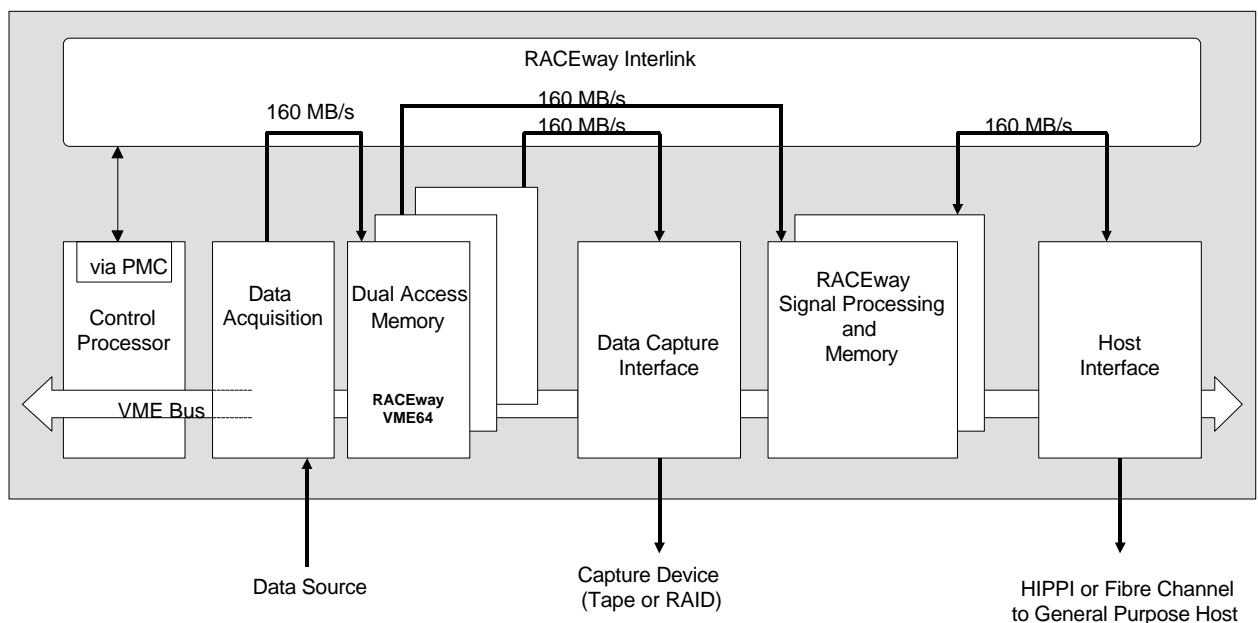 RACEway Interlink
160 MB/s
160 MB/s
160 MB/s
160 MB/s
via PMC
Control
Processor
Data
Acquisition
Dual Access
Memory
RACEway
VME64
Data Capture
Interface
RACEway
Signal Processing
and
Memory
Host
Interface
VME Bus
Data Source
Capture Device
(Tape or RAID)
HIPPI or Fibre Channel
to General Purpose Host